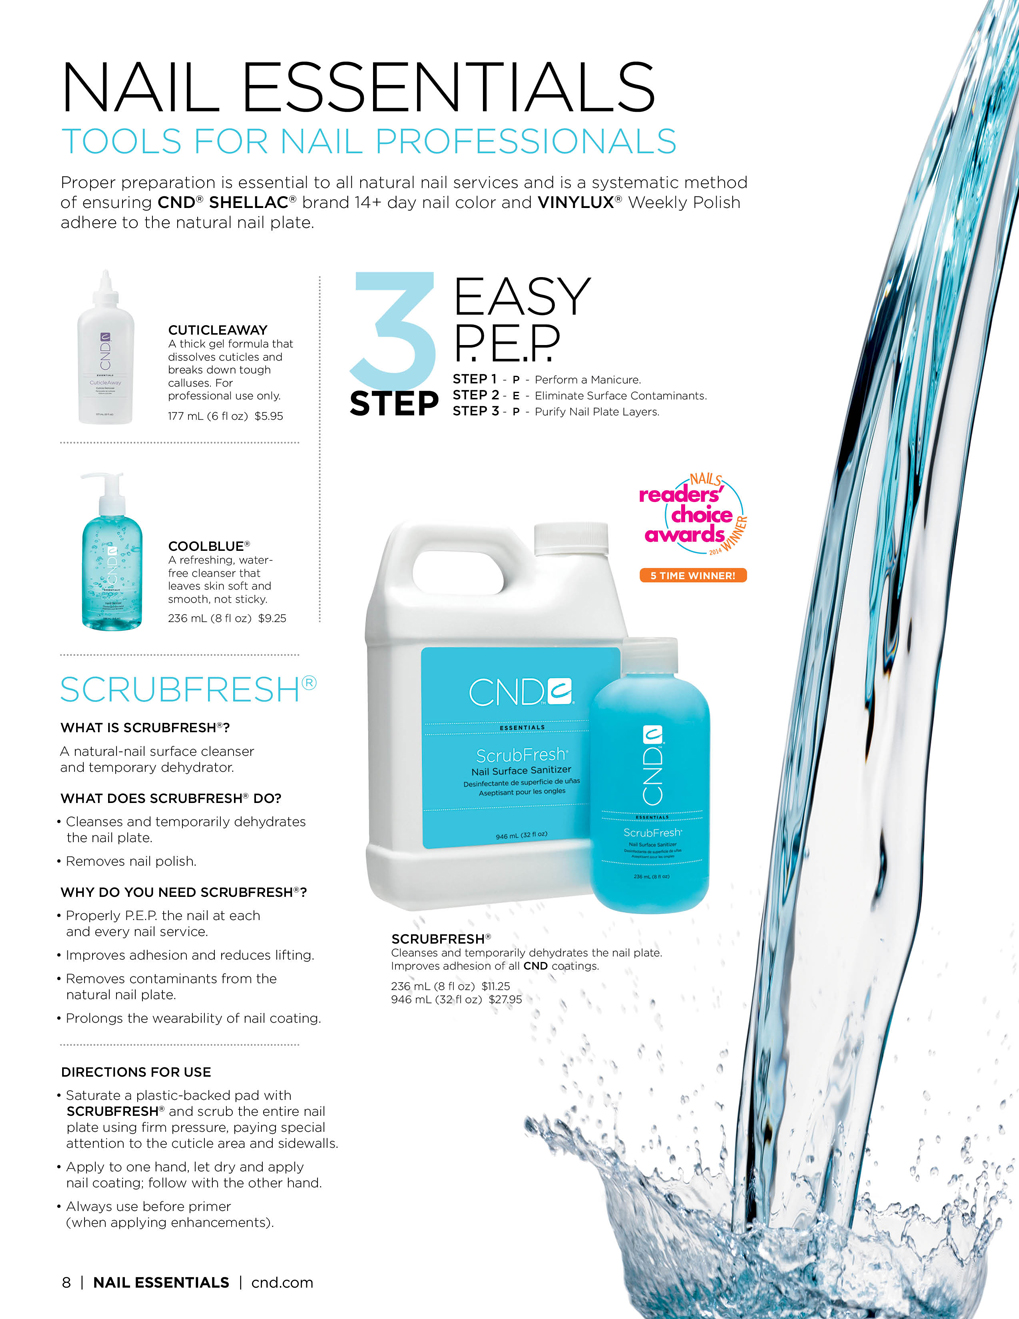 NAIL ESSENTIALS
TOOLS FOR NAIL PROFESSIONALS
Proper preparation is essential to all natural nail services and is a systematic method
of ensuring CND® SHELLAC® brand 14+ day nail color and VINYLUX® Weekly Polish
adhere to the natural nail plate.
CND
ESSENTIALS
CuticleAway
CUTICLEAWAY
A thick gel formula that
dissolves cuticles and
breaks down tough
calluses. For
professional use only.
177 mL (6 fl oz)  $5.95
CND
COOLBLUE®
A refreshing, water-
free cleanser that
leaves skin soft and
smooth, not sticky.
236 mL (8 fl oz)  $9.25
3
STEP
EASY
P.E.P.
STEP 1 - P - Perform a Manicure.
STEP 2 - E - Eliminate Surface Contaminants.
STEP 3 - P - Purify Nail Plate Layers.
NAILS
readers'
choice
awards
2014 WINNER
5 TIME WINNER!
CND
ESSENTIALS
ScrubFresh®
Nail Surface Sanitizer
Desinfectante de superficie de uñas
Aseptisant pour les ongles
946 mL (32 fl oz)
CND
ESSENTIALS
ScrubFresh®
Nail Surface Sanitizer
Desinfectante de superficie de uñas
Aseptisant pour les ongles
236 mL (8 fl oz)
SCRUBFRESH®
Cleanses and temporarily dehydrates the nail plate.
Improves adhesion of all CND coatings.
236 mL (8 fl oz)  $11.25
946 mL (32 fl oz)  $27.95
SCRUBFRESH®
WHAT IS SCRUBFRESH®?
A natural-nail surface cleanser
and temporary dehydrator.
WHAT DOES SCRUBFRESH® DO?
• Cleanses and temporarily dehydrates
the nail plate.
• Removes nail polish.
WHY DO YOU NEED SCRUBFRESH®?
• Properly P.E.P. the nail at each
and every nail service.
• Improves adhesion and reduces lifting.
• Removes contaminants from the
natural nail plate.
• Prolongs the wearability of nail coating.
DIRECTIONS FOR USE
• Saturate a plastic-backed pad with
SCRUBFRESH® and scrub the entire nail
plate using firm pressure, paying special
attention to the cuticle area and sidewalls.
• Apply to one hand, let dry and apply
nail coating; follow with the other hand.
• Always use before primer
(when applying enhancements).
8 | NAIL ESSENTIALS | cnd.com